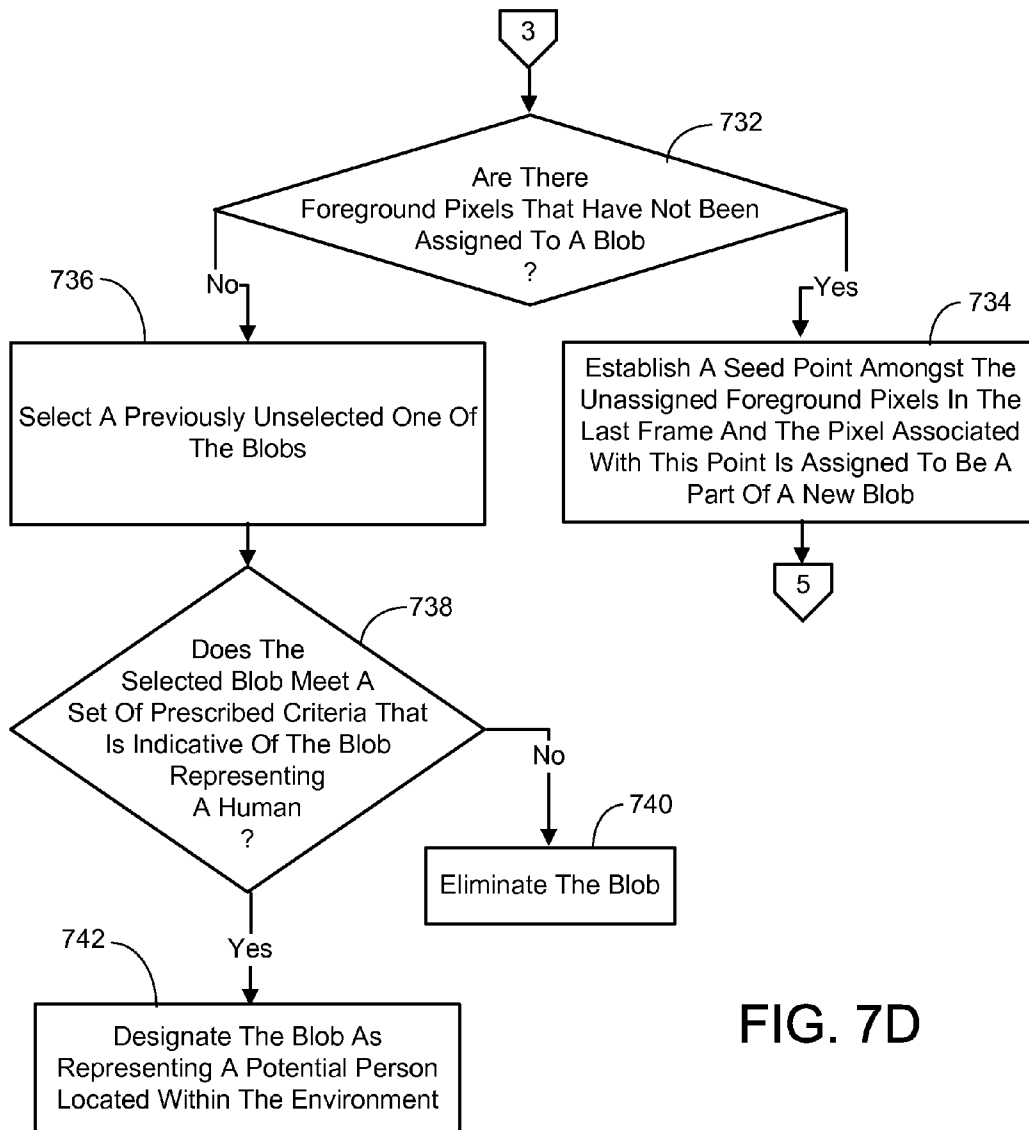 3
732
Are There
Foreground Pixels That Have Not Been
Assigned To A Blob
?
No
Yes
736
734
Select A Previously Unselected One Of
The Blobs
Establish A Seed Point Amongst The
Unassigned Foreground Pixels In The
Last Frame And The Pixel Associated
With This Point Is Assigned To Be A
Part Of A New Blob
5
738
Does The
Selected Blob Meet A
Set Of Prescribed Criteria That
Is Indicative Of The Blob
Representing
A Human
?
No
740
Eliminate The Blob
Yes
742
Designate The Blob As
Representing A Potential Person
Located Within The Environment
FIG. 7D